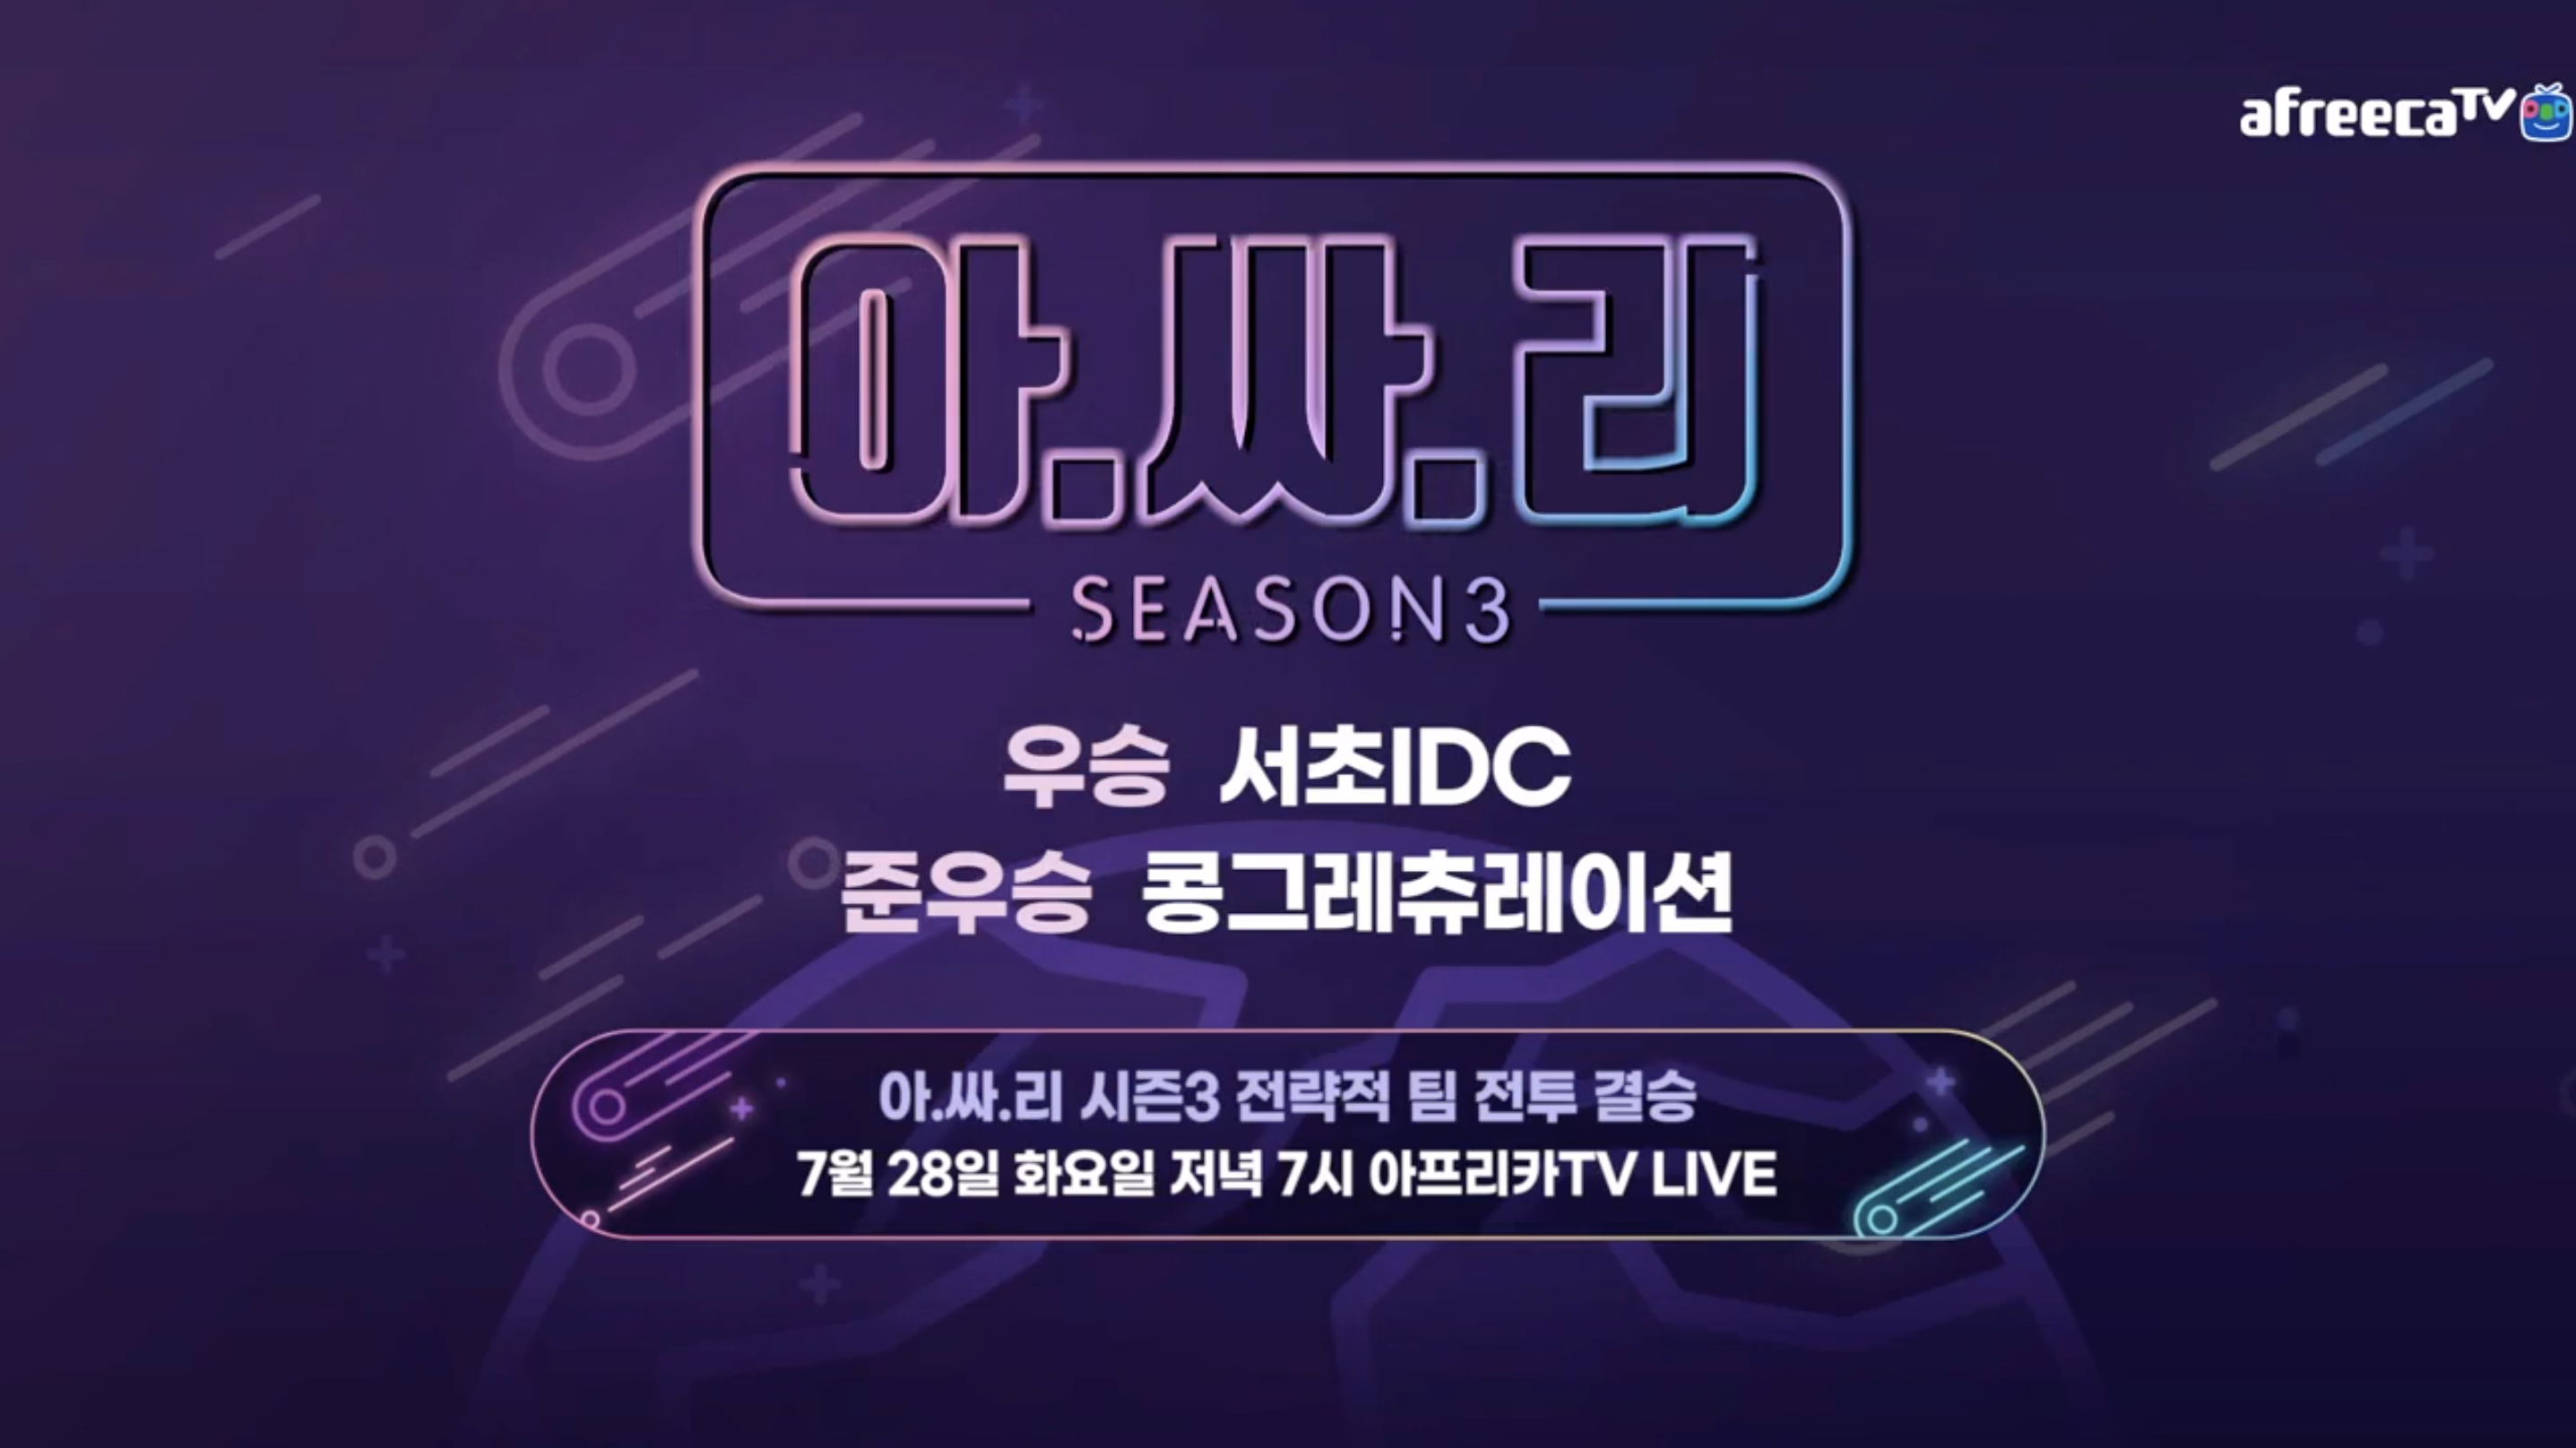 afreecaTV
아.싸.리
SEASON3
우승 서초IDC
준우승 콩그레츄레이션
아.싸.리 시즌3 전략적 팀 전투 결승
7월 28일 화요일 저녁 7시 아프리카TV LIVE